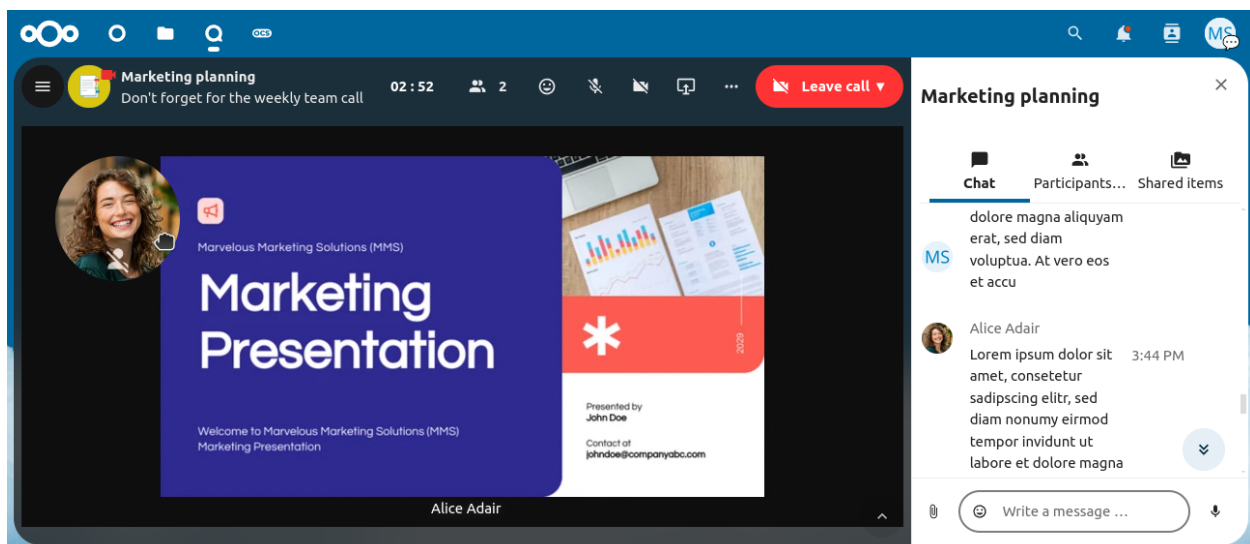 ocs
MS
Marketing planning
Don't forget for the weekly team call
02 : 52
2
Leave call
Marvelous Marketing Solutions (MMS)
Marketing
Presentation
Welcome to Marvelous Marketing Solutions (MMS)
Marketing Presentation
2029
Presented by
John Doe
Contact at
johndoe@companyabc.com
Alice Adair
Marketing planning
Chat
Participants…
Shared items
dolore magna aliquyam
erat, sed diam
MS
voluptua. At vero eos
et accu
Alice Adair
Lorem ipsum dolor sit
3:44 PM
amet, consetetur
sadipscing elitr, sed
diam nonumy eirmod
tempor invidunt ut
labore et dolore magna
Write a message …